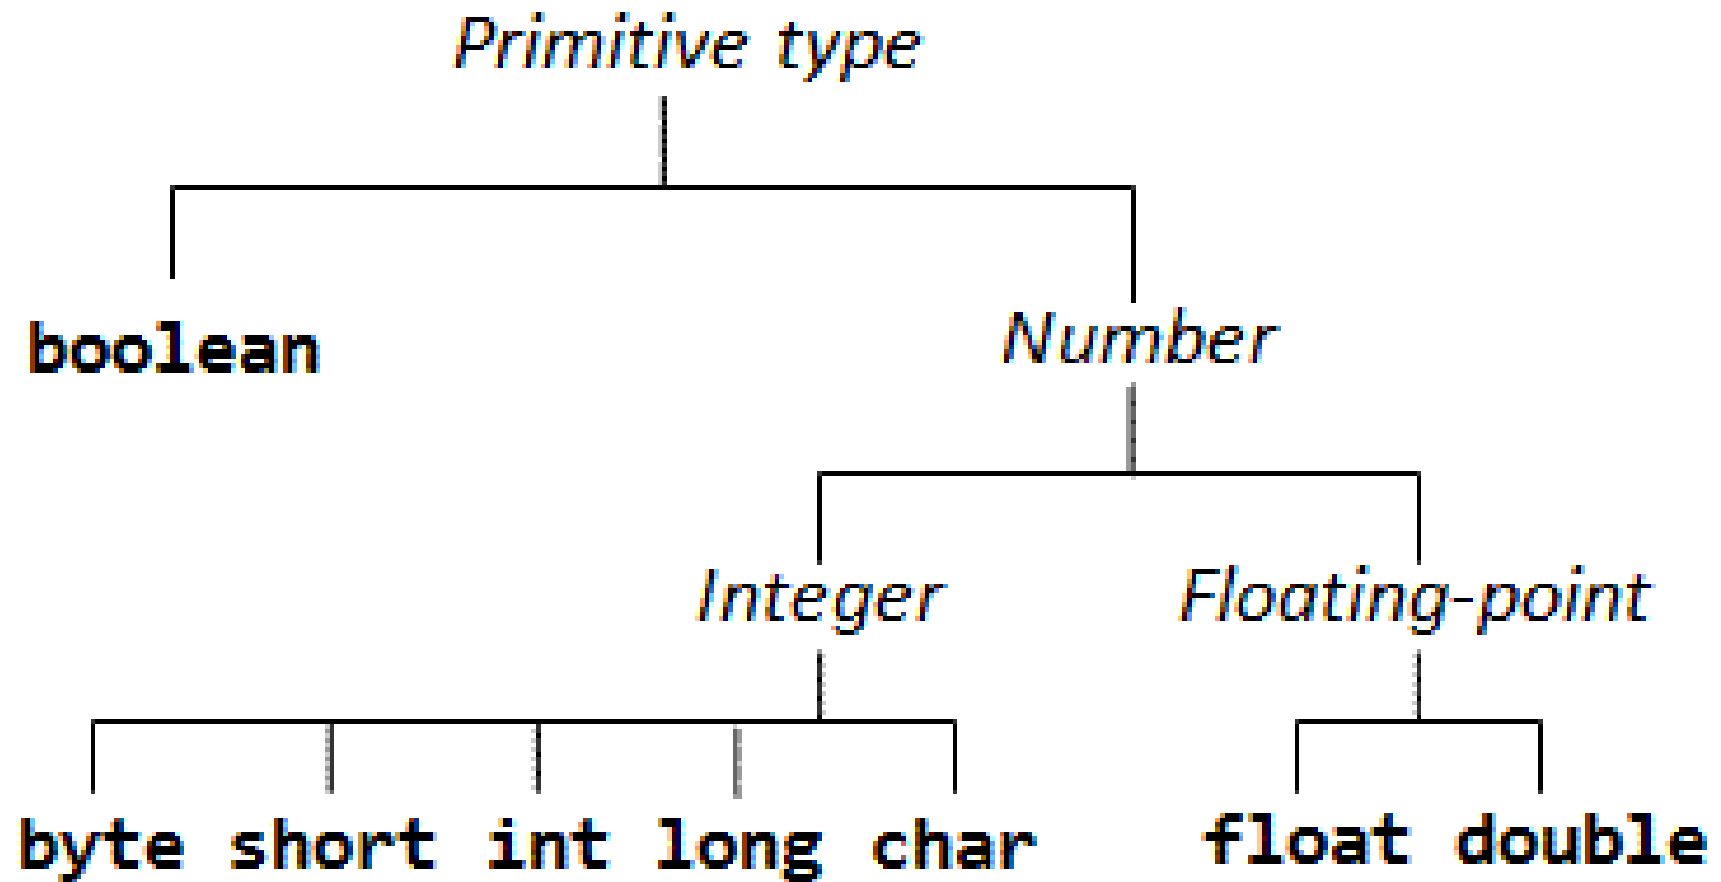 Primitive type
boolean
Number
Integer
Floating-point
byte short int long char
float double